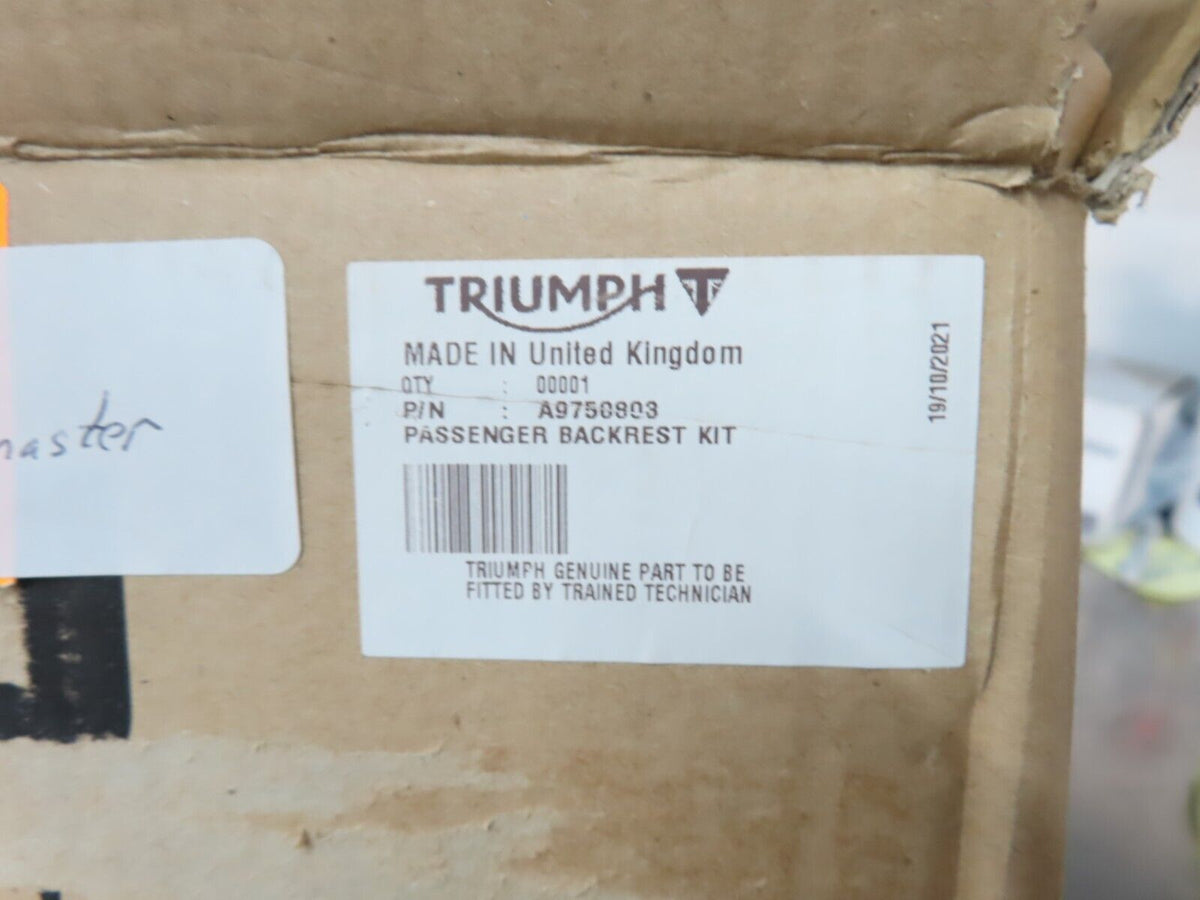 TRIUMPH
MADE IN United Kingdom
QTY : 00001
P/N : A9750803
PASSENGER BACKREST KIT
TRIUMPH GENUINE PART TO BE
FITTED BY TRAINED TECHNICIAN
19/10/2021
master